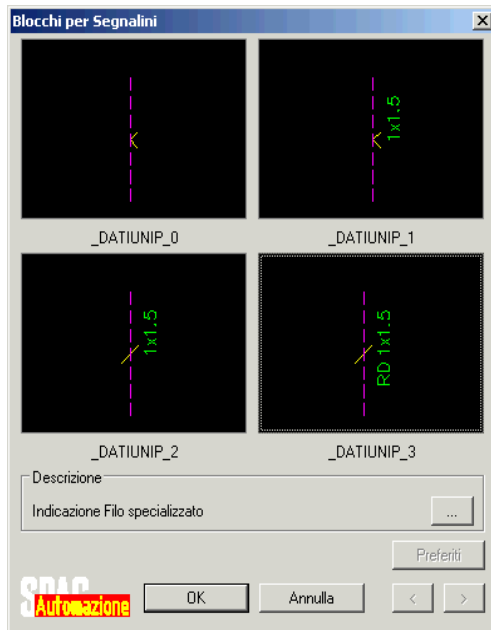 Blocchi per Segnalini
1x1.5
_DATIUNIP_0
_DATIUNIP_1
1x1.5
RD 1x1.5
_DATIUNIP_2
_DATIUNIP_3
Descrizione
Indicazione Filo specializzato
...
Preferiti
SPAC
Automazione
OK
Annulla
<
>